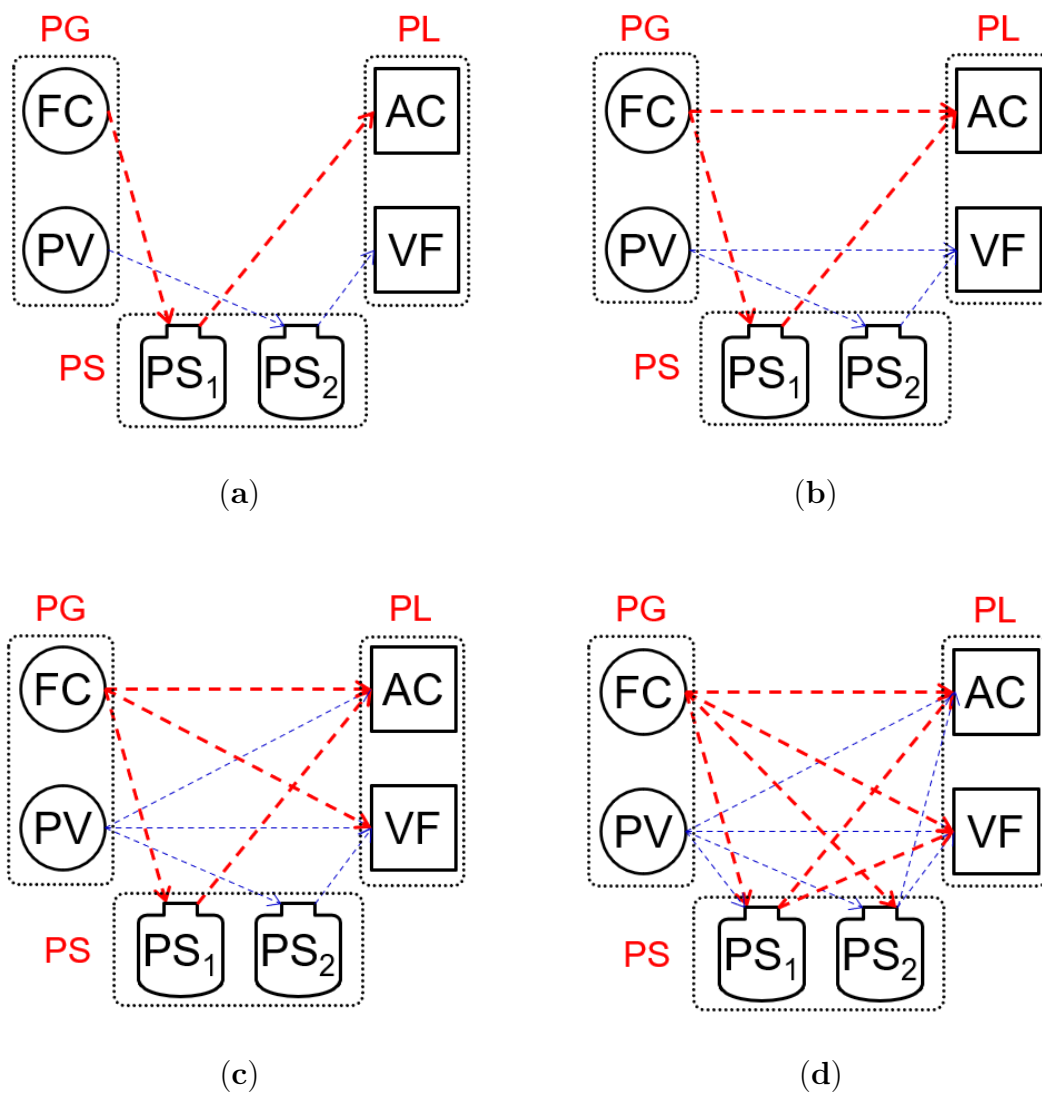 PG PL
FC AC
PV VF
PS PS₁ PS₂
(a)
PG PL
FC AC
PV VF
PS PS₁ PS₂
(b)
PG PL
FC AC
PV VF
PS PS₁ PS₂
(c)
PG PL
FC AC
PV VF
PS PS₁ PS₂
(d)